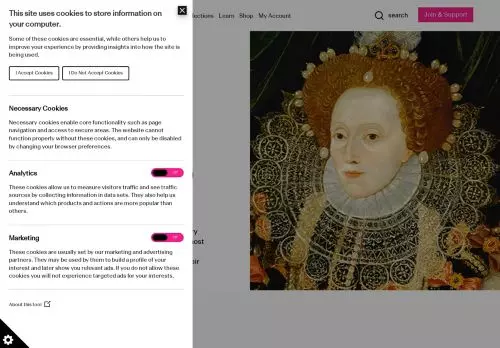 This site uses cookies to store information on
your computer.
Some of these cookies are essential, while others help us to
improve your experience by providing insights into how the site is
being used.
I Accept Cookies
I Do Not Accept Cookies
Necessary Cookies
Necessary cookies enable core functionality such as page
navigation and access to secure areas. The website cannot
function properly without these cookies, and can only be disabled
by changing your browser preferences.
Analytics
Off
These cookies allow us to measure visitors traffic and see traffic
sources by collecting information in data sets. They also help us
understand which products and actions are more popular than
others.
Marketing
Off
These cookies are usually set by our marketing and advertising
partners. They may be used by them to build a profile of your
interest and later show you relevant ads. If you do not allow these
cookies you will not experience targeted ads for your interests.
About this tool
Learn Shop My Account
search
Join & Support